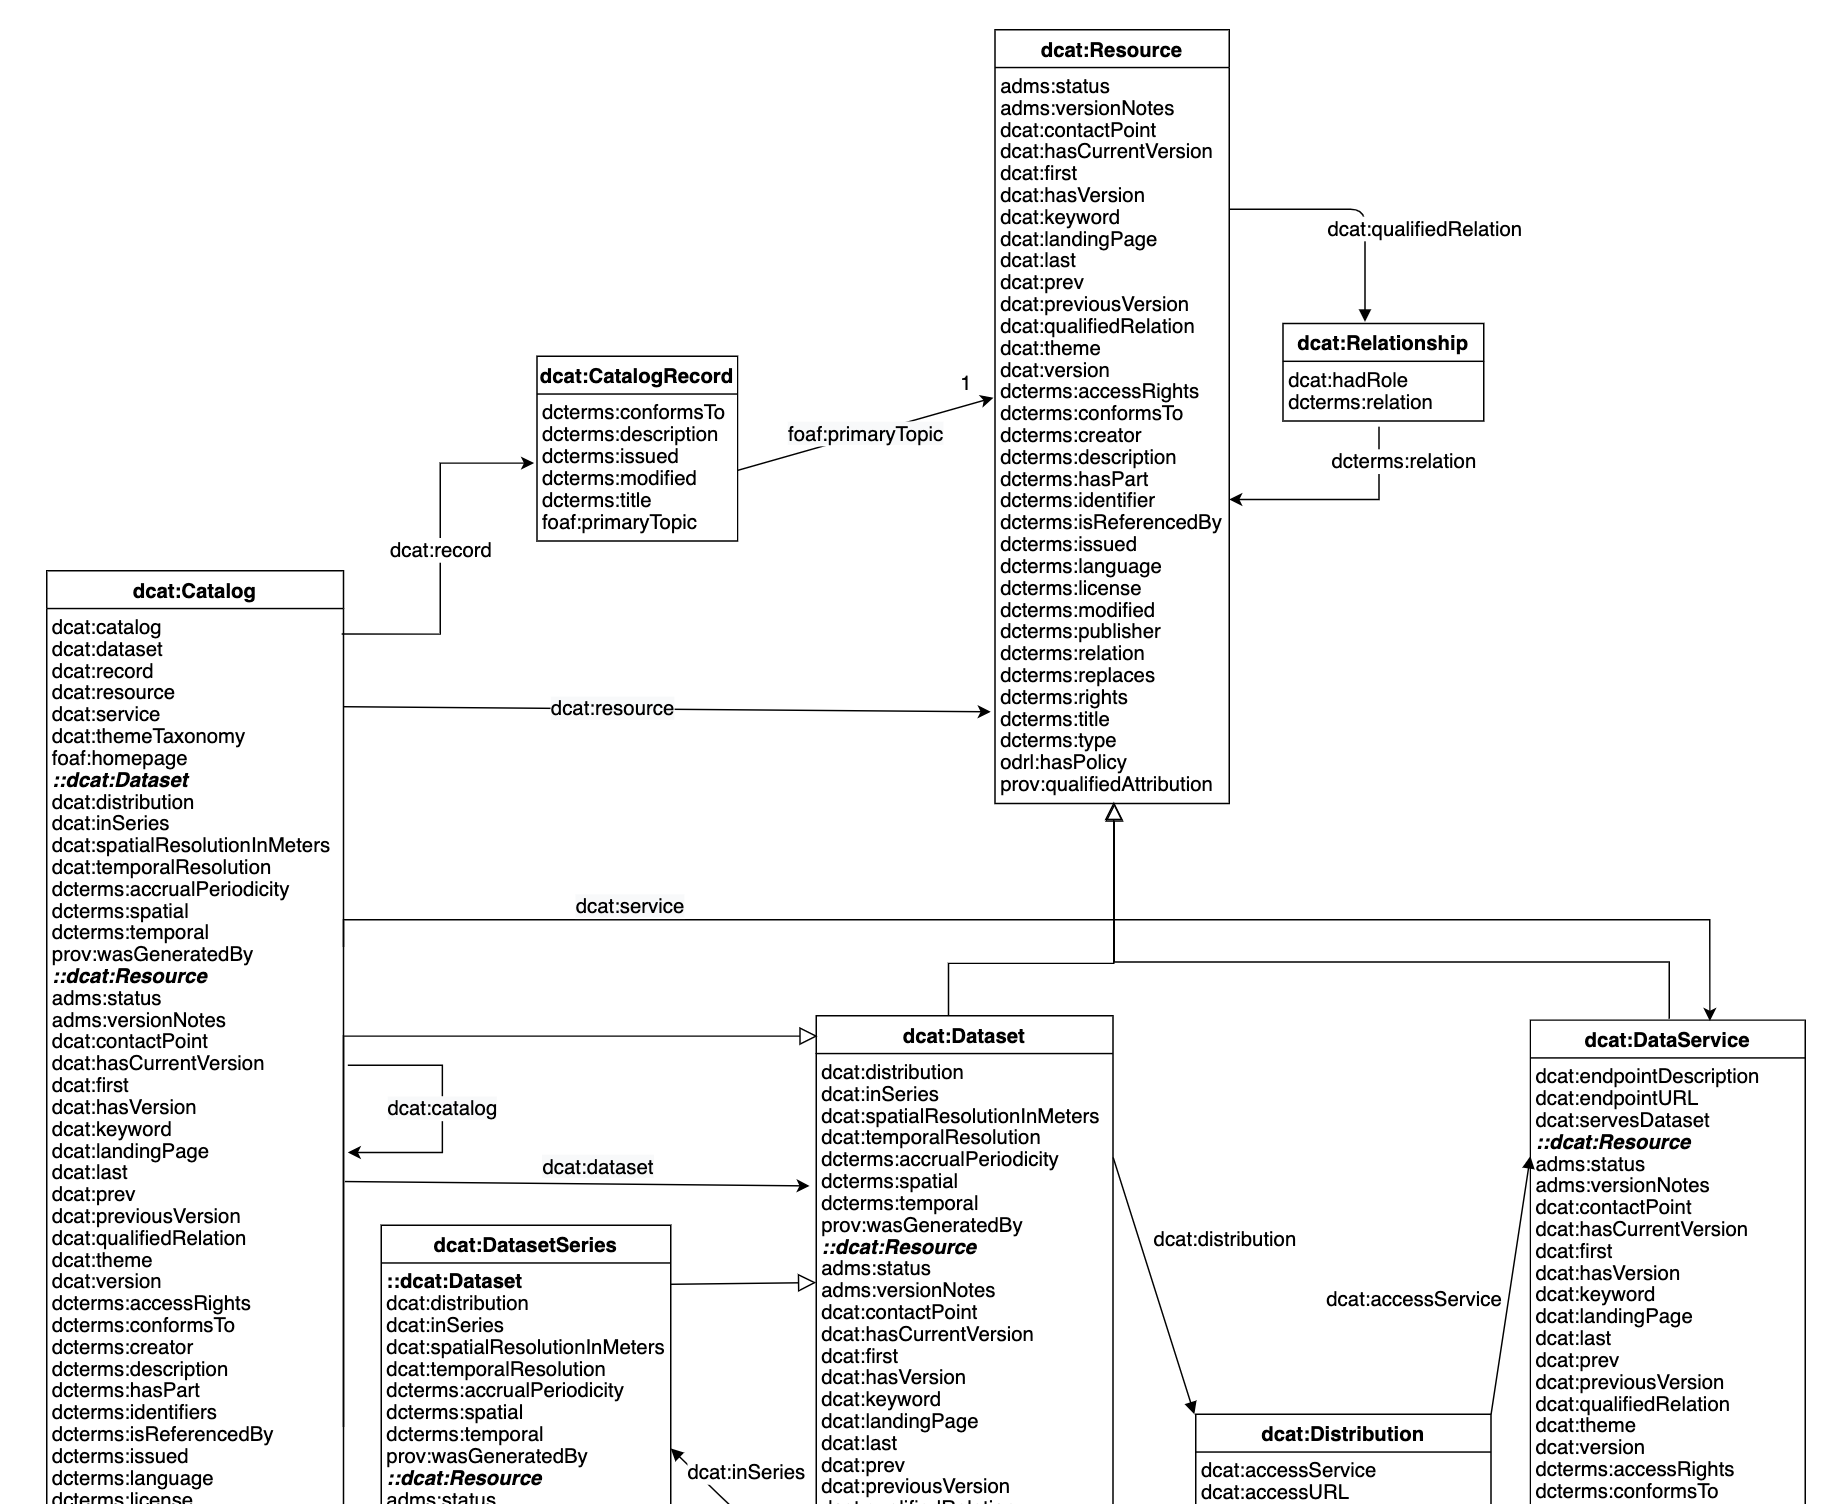 dcat:Resource
adms:status
adms:versionNotes
dcat:contactPoint
dcat:hasCurrentVersion
dcat:first
dcat:hasVersion
dcat:keyword
dcat:landingPage
dcat:last
dcat:prev
dcat:previousVersion
dcat:qualifiedRelation
dcat:theme
dcat:version
dcterms:accessRights
dcterms:conformsTo
dcterms:creator
dcterms:description
dcterms:hasPart
dcterms:identifier
dcterms:isReferencedBy
dcterms:issued
dcterms:language
dcterms:license
dcterms:modified
dcterms:publisher
dcterms:relation
dcterms:replaces
dcterms:rights
dcterms:title
dcterms:type
odrl:hasPolicy
prov:qualifiedAttribution
dcat:qualifiedRelation
dcat:Relationship
dcat:hadRole
dcterms:relation
dcterms:relation
dcat:CatalogRecord
dcterms:conformsTo
dcterms:description
dcterms:issued
dcterms:modified
dcterms:title
foaf:primaryTopic
foaf:primaryTopic
1
dcat:record
dcat:Catalog
dcat:catalog
dcat:dataset
dcat:record
dcat:resource
dcat:service
dcat:themeTaxonomy
foaf:homepage
::dcat:Dataset
dcat:distribution
dcat:inSeries
dcat:spatialResolutionInMeters
dcat:temporalResolution
dcterms:accrualPeriodicity
dcterms:spatial
dcterms:temporal
prov:wasGeneratedBy
::dcat:Resource
adms:status
adms:versionNotes
dcat:contactPoint
dcat:hasCurrentVersion
dcat:first
dcat:hasVersion
dcat:keyword
dcat:landingPage
dcat:last
dcat:prev
dcat:previousVersion
dcat:qualifiedRelation
dcat:theme
dcat:version
dcterms:accessRights
dcterms:conformsTo
dcterms:creator
dcterms:description
dcterms:hasPart
dcterms:identifiers
dcterms:isReferencedBy
dcterms:issued
dcterms:language
dcterms:license
dcat:resource
dcat:service
dcat:catalog
dcat:dataset
dcat:DatasetSeries
::dcat:Dataset
dcat:distribution
dcat:inSeries
dcat:spatialResolutionInMeters
dcat:temporalResolution
dcterms:accrualPeriodicity
dcterms:spatial
dcterms:temporal
prov:wasGeneratedBy
::dcat:Resource
adms:status
dcat:inSeries
dcat:Dataset
dcat:distribution
dcat:inSeries
dcat:spatialResolutionInMeters
dcat:temporalResolution
dcterms:accrualPeriodicity
dcterms:spatial
dcterms:temporal
prov:wasGeneratedBy
::dcat:Resource
adms:status
adms:versionNotes
dcat:contactPoint
dcat:hasCurrentVersion
dcat:first
dcat:hasVersion
dcat:keyword
dcat:landingPage
dcat:last
dcat:prev
dcat:previousVersion
dcat:distribution
dcat:accessService
dcat:Distribution
dcat:accessService
dcat:accessURL
dcat:DataService
dcat:endpointDescription
dcat:endpointURL
dcat:servesDataset
::dcat:Resource
adms:status
adms:versionNotes
dcat:contactPoint
dcat:hasCurrentVersion
dcat:first
dcat:hasVersion
dcat:keyword
dcat:landingPage
dcat:last
dcat:prev
dcat:previousVersion
dcat:qualifiedRelation
dcat:theme
dcat:version
dcterms:accessRights
dcterms:conformsTo